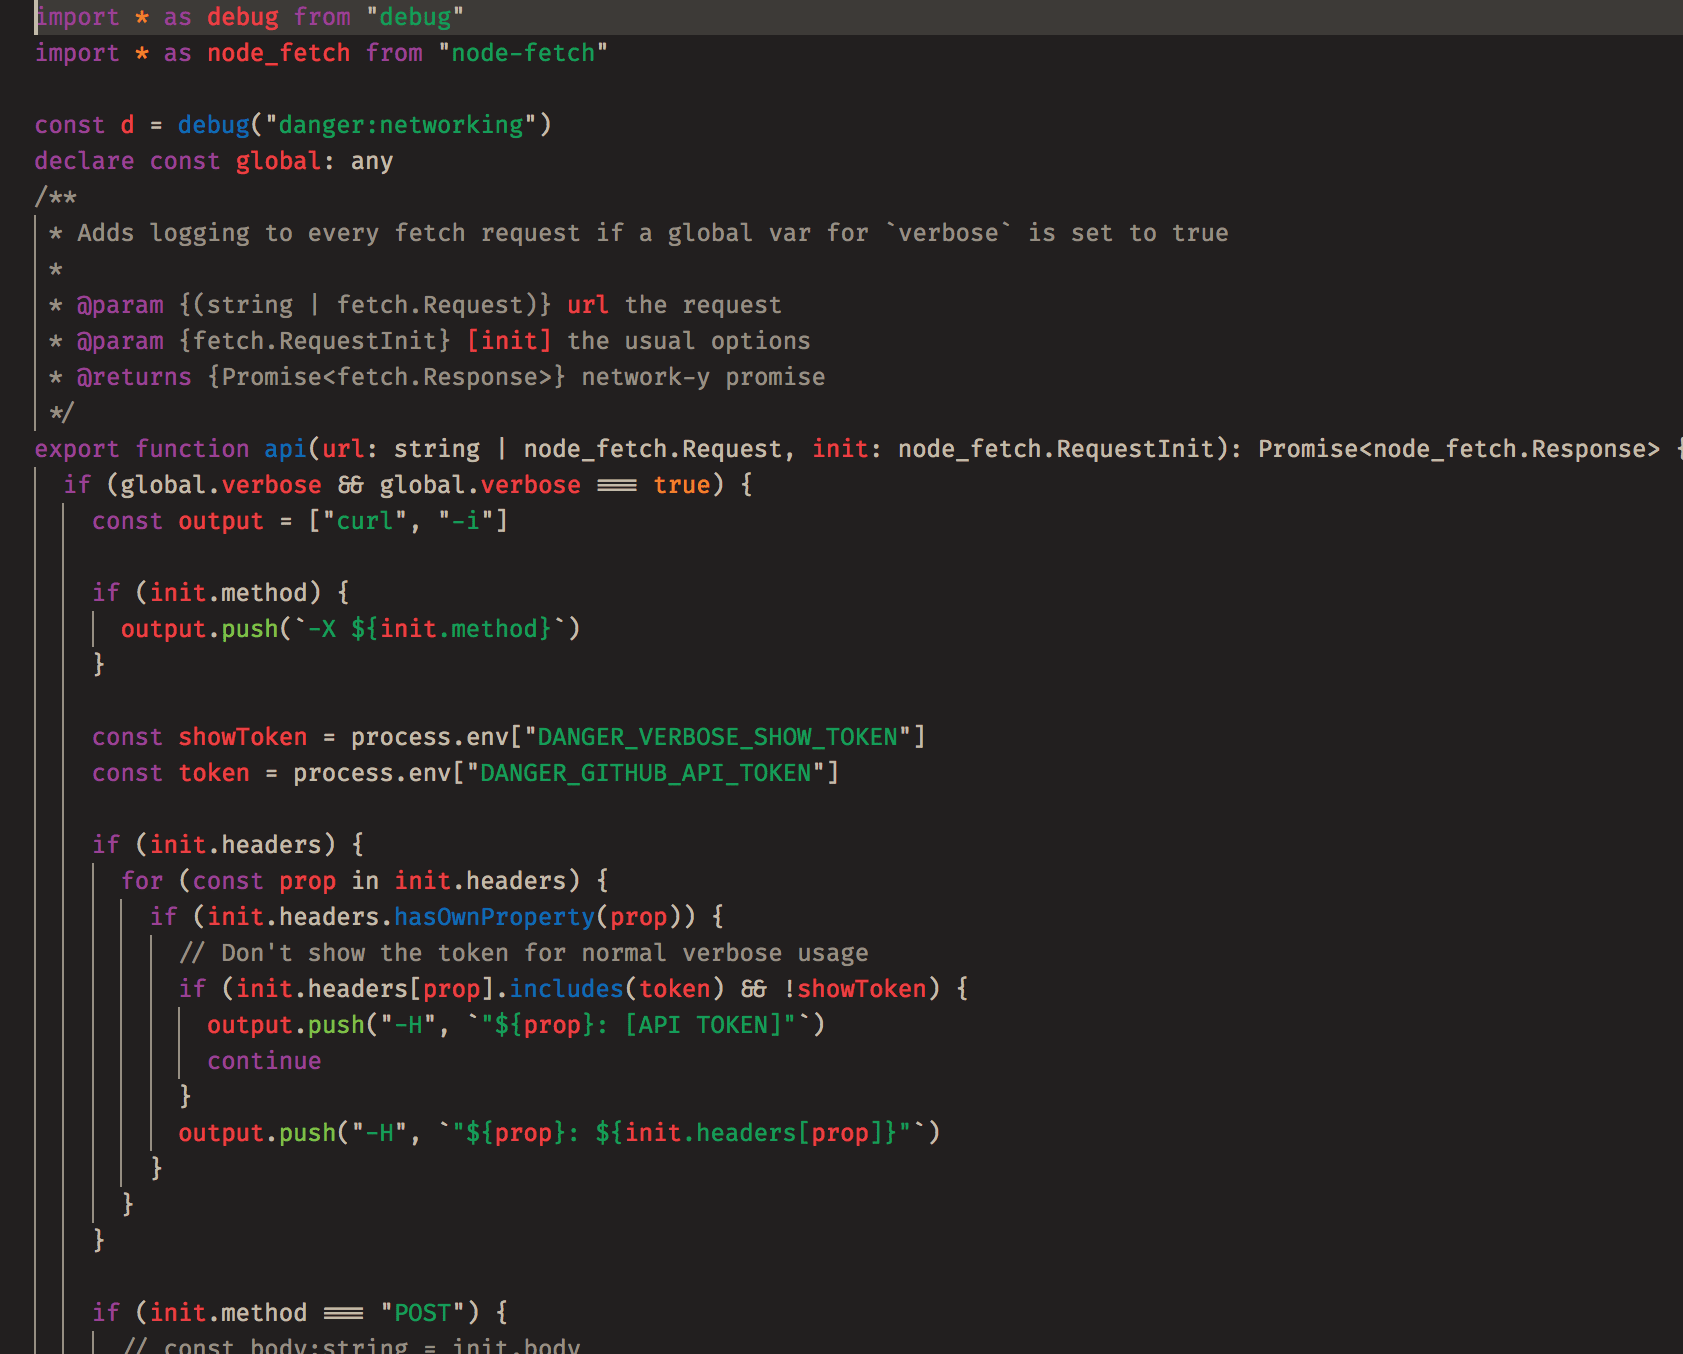 import * as debug from "debug"
import * as node_fetch from "node-fetch"

const d = debug("danger:networking")
declare const global: any
/**
 * Adds logging to every fetch request if a global var for `verbose` is set to true
 *
 * @param {(string | fetch.Request)} url the request
 * @param {fetch.RequestInit} [init] the usual options
 * @returns {Promise<fetch.Response>} network-y promise
 */
export function api(url: string | node_fetch.Request, init: node_fetch.RequestInit): Promise<node_fetch.Response> {
  if (global.verbose && global.verbose === true) {
    const output = ["curl", "-i"]

    if (init.method) {
      output.push(`-X ${init.method}`)
    }

    const showToken = process.env["DANGER_VERBOSE_SHOW_TOKEN"]
    const token = process.env["DANGER_GITHUB_API_TOKEN"]

    if (init.headers) {
      for (const prop in init.headers) {
        if (init.headers.hasOwnProperty(prop)) {
          // Don't show the token for normal verbose usage
          if (init.headers[prop].includes(token) && !showToken) {
            output.push("-H", `"${prop}: [API TOKEN]"`)
            continue
          }
          output.push("-H", `"${prop}: ${init.headers[prop]}"`)
        }
      }
    }

    if (init.method === "POST") {
      // const body:string = init.body